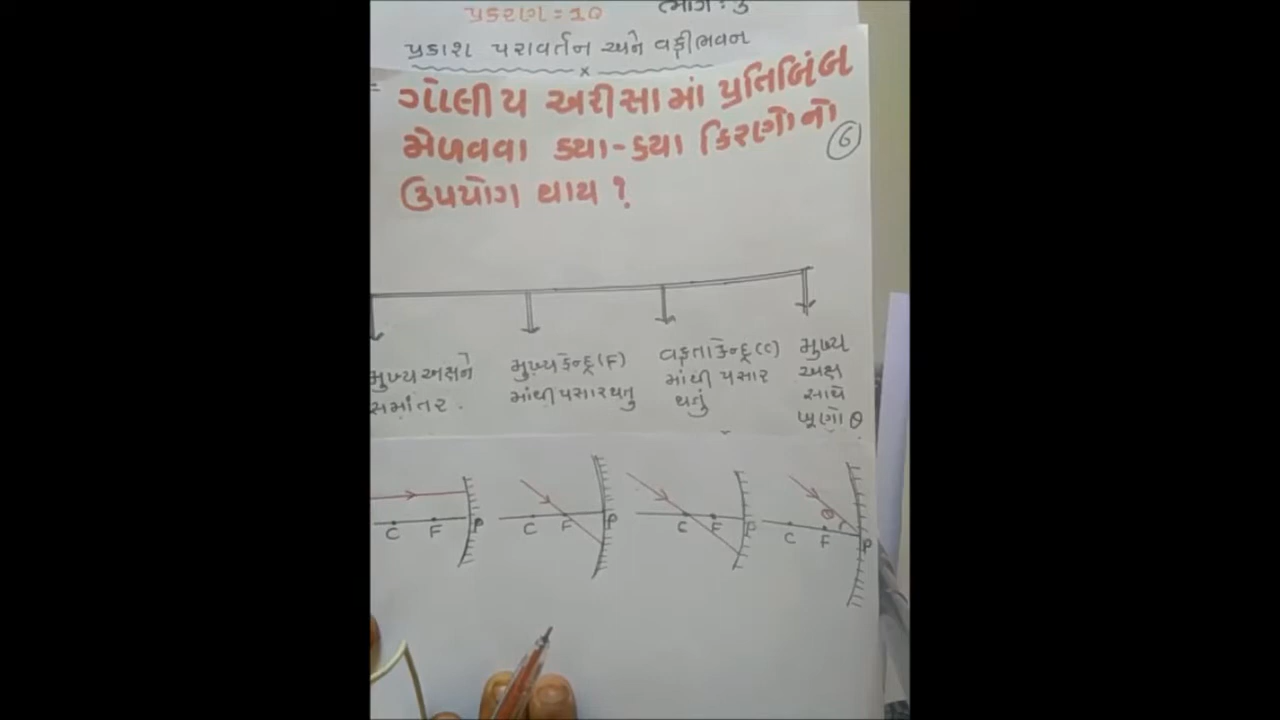 પ્રકરણ = 10
ભાગ : 3
પ્રકાશ પરાવર્તન અને વક્રીભવન
x
ગોલીય અરીસામાં પ્રતિબિંબ
મેળવવા ક્યા-ક્યા કિરણોનો
ઉપયોગ થાય ?
6
મુખ્ય અક્ષને
સમાંતર .
મુખ્યકેન્દ્ર (F)
માંથી પસાર થતુ
વક્રતાકેન્દ્ર (C)
માંથી પસાર
થતું
મુખ્ય
અક્ષ
સાથે
ખૂણો θ
C F P
C F P
C F P
θ
C F P